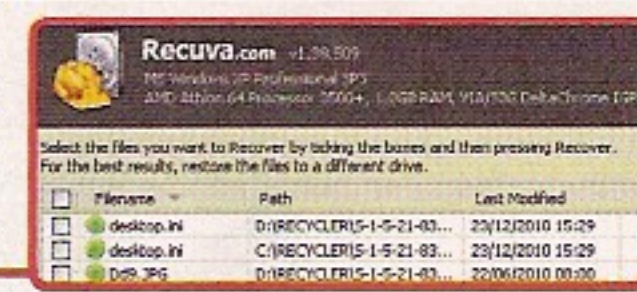 Recuva.com v1.39.509
MS Windows XP Professional SP3
AMD Athlon 64 Processor 3500+, 1.0GB RAM, VIA/S3G DeltaChrome IGP
Select the files you want to Recover by ticking the boxes and then pressing Recover.
For the best results, restore the files to a different drive.
Filename Path Last Modified
desktop.ini D:\RECYCLER\S-1-5-21-83... 23/12/2010 15:29
desktop.ini C:\RECYCLER\S-1-5-21-83... 23/12/2010 15:29
Dd9.JPG D:\RECYCLER\S-1-5-21-83... 22/06/2010 00:00